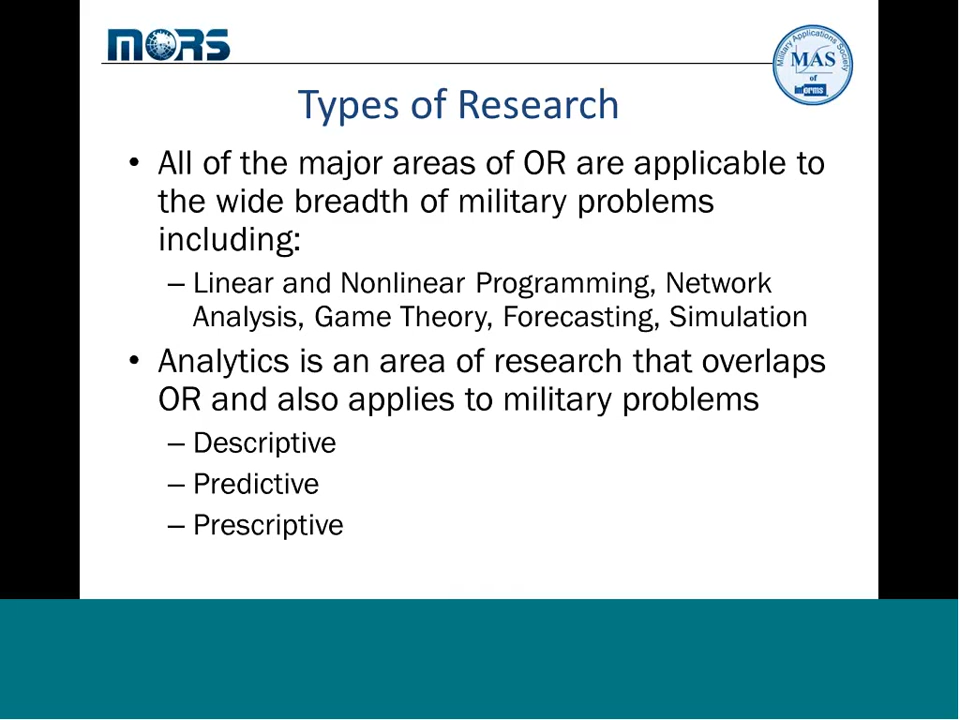 MORS
Military Applications Society
MAS
of
informs
Types of Research
• All of the major areas of OR are applicable to
the wide breadth of military problems
including:
– Linear and Nonlinear Programming, Network
Analysis, Game Theory, Forecasting, Simulation
• Analytics is an area of research that overlaps
OR and also applies to military problems
– Descriptive
– Predictive
– Prescriptive